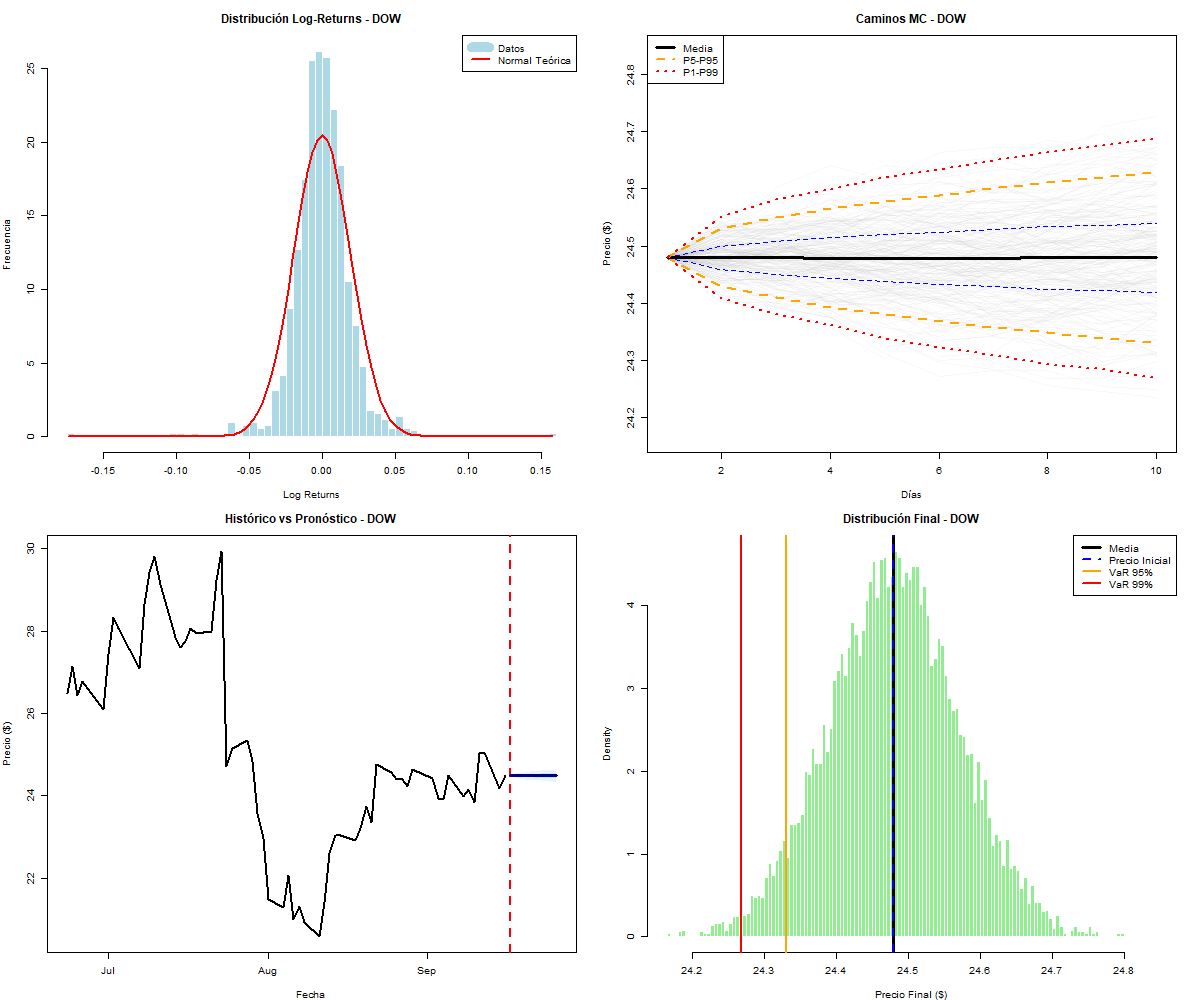 Distribución Log-Returns - DOW
Datos
Normal Teórica
Frecuencia
25
20
15
10
5
0
-0.15
-0.10
-0.05
0.00
0.05
0.10
0.15
Log Returns
Caminos MC - DOW
Media
P5-P95
P1-P99
Precio ($)
24.8
24.7
24.6
24.5
24.4
24.3
24.2
2
4
6
8
10
Días
Histórico vs Pronóstico - DOW
Precio ($)
30
28
26
24
22
Jul
Aug
Sep
Fecha
Distribución Final - DOW
Media
Precio Inicial
VaR 95%
VaR 99%
Density
4
3
2
1
0
24.2
24.3
24.4
24.5
24.6
24.7
24.8
Precio Final ($)